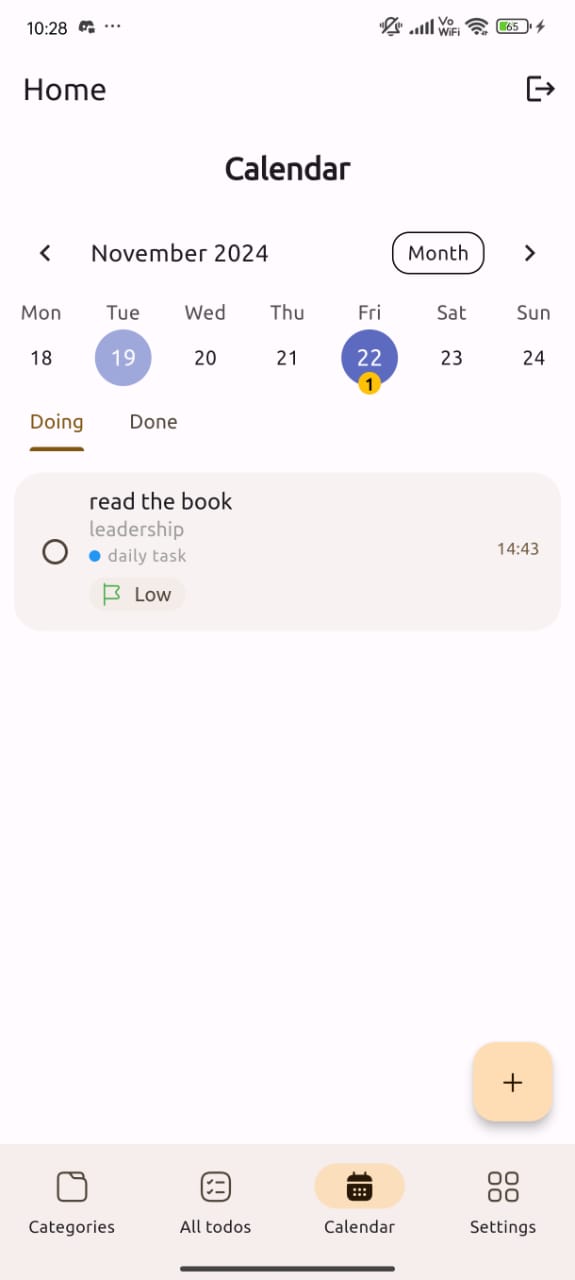 10:28
Vo
WiFi
65
Home
Calendar
November 2024
Month
Mon Tue Wed Thu Fri Sat Sun
18 19 20 21 22 23 24
1
Doing Done
read the book
leadership
daily task
14:43
Low
+
Categories All todos Calendar Settings